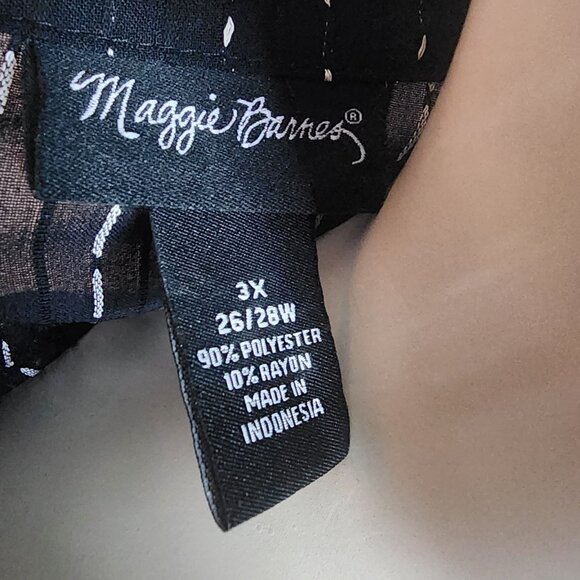 Maggie Barnes®
3X
26/28W
90% POLYESTER
10% RAYON
MADE IN
INDONESIA